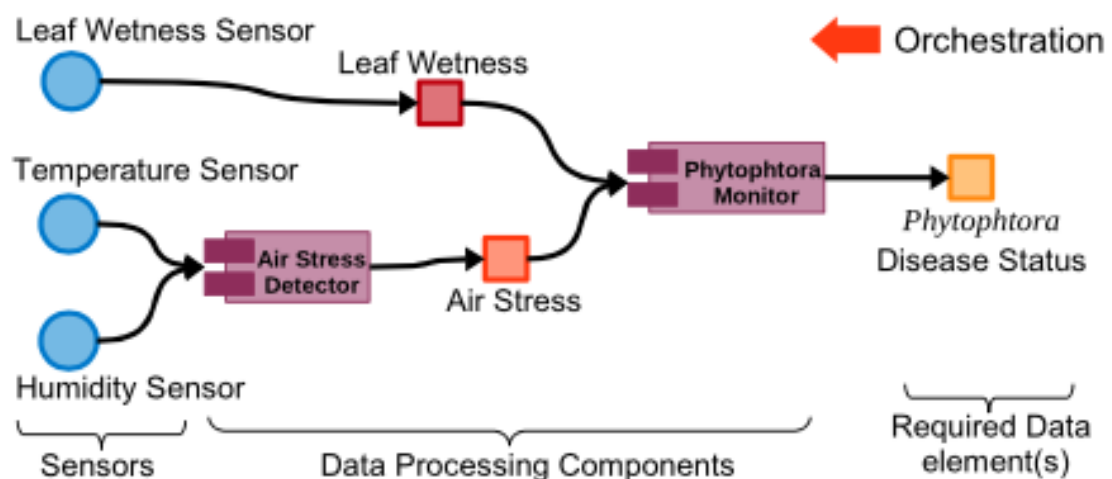 Leaf Wetness Sensor
Orchestration
Leaf Wetness
Temperature Sensor
Phytophtora
Monitor
Phytophtora
Disease Status
Air Stress
Detector
Air Stress
Humidity Sensor
Sensors
Data Processing Components
Required Data
element(s)